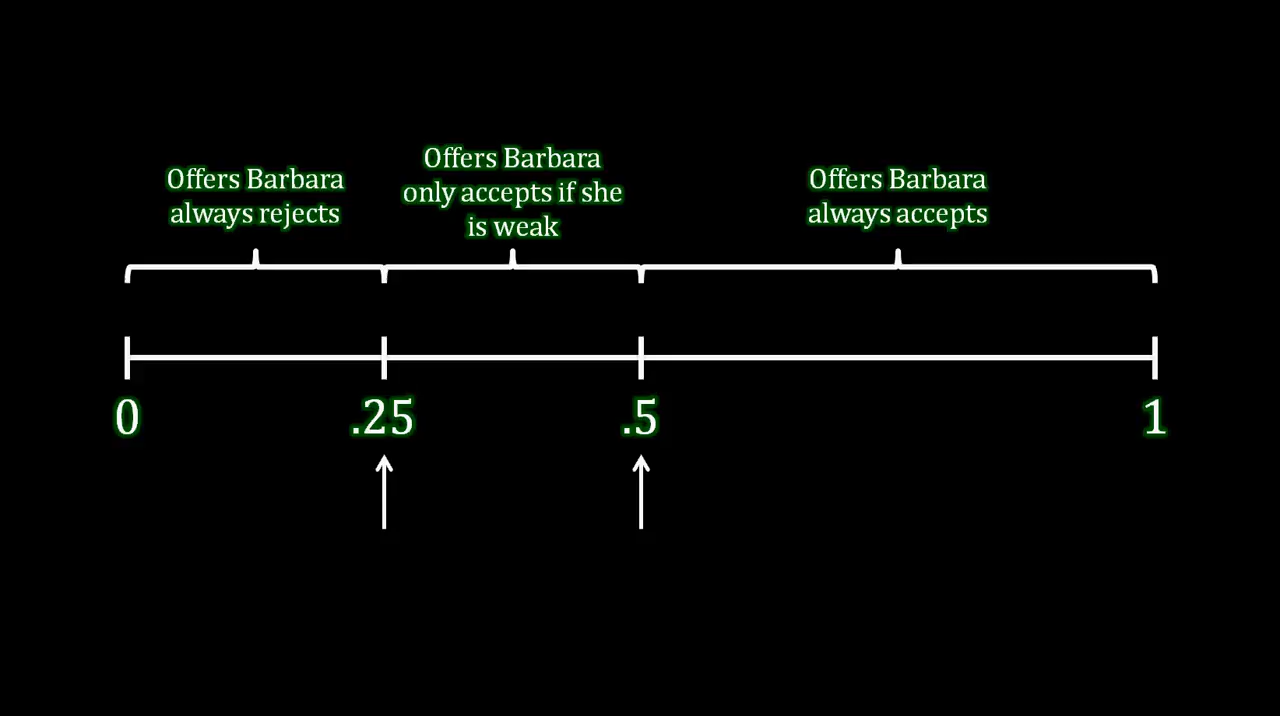 Offers Barbara
always rejects
Offers Barbara
only accepts if she
is weak
Offers Barbara
always accepts
0
.25
.5
1